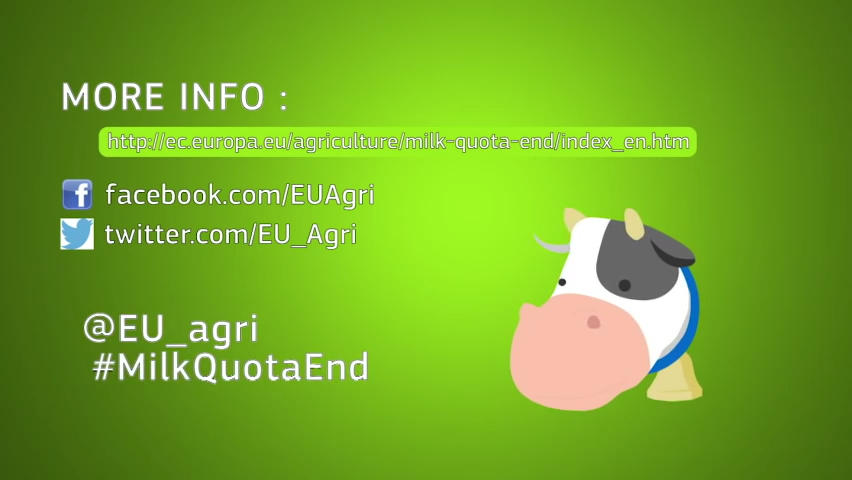 MORE INFO :
http://ec.europa.eu/agriculture/milk-quota-end/index_en.htm
facebook.com/EUAgri
twitter.com/EU_Agri
@EU_agri
#MilkQuotaEnd